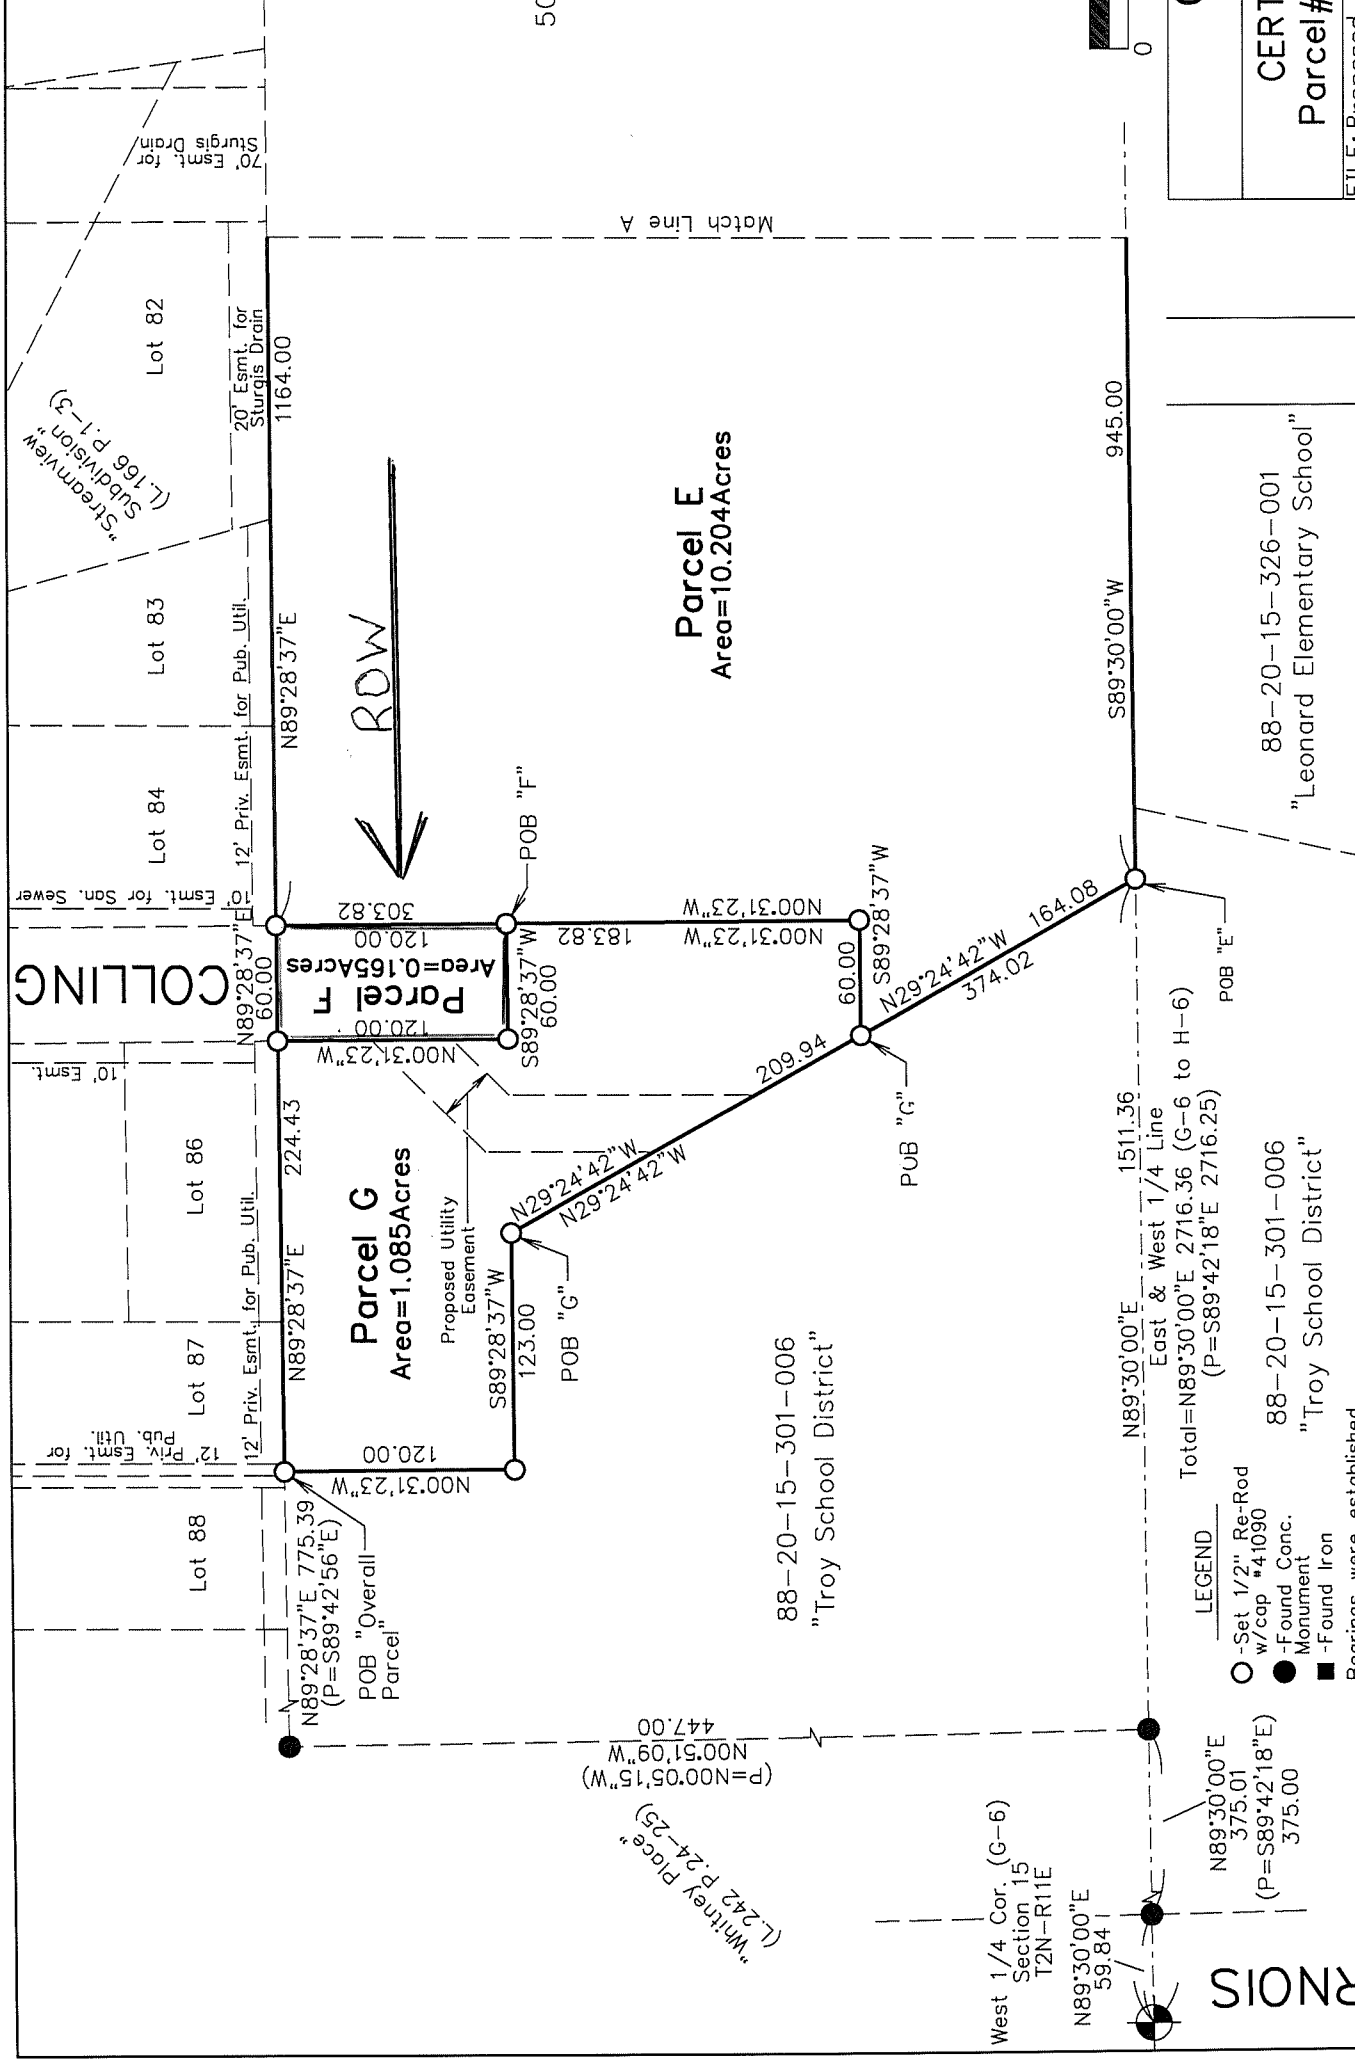 "Streamview
Subdivision"
(L.166 P.1-3)
Lot 82
Lot 83
Lot 84
Lot 86
Lot 87
Lot 88
70' Esmt. for
Sturgis Drain
20' Esmt. for
Sturgis Drain
1164.00
N89°28'37"E
12' Priv. Esmt. for Pub. Util.
10' Esmt. for San. Sewer
COLLING
10' Esmt.
12' Priv. Esmt. for Pub. Util.
12' Priv. Esmt. for
Pub. Util.
N89°28'37"E
60.00
224.43
N89°28'37"E
N89°28'37"E 775.39
(P=S89°42'56"E)
POB "Overall
Parcel"
Match Line A
50
0
ROW
Parcel E
Area=10.204Acres
303.82
120.00
Parcel F
Area=0.165Acres
120.00
N00°31'23"W
S89°28'37"W
60.00
POB "F"
183.82
N00°31'23"W
N00°31'23"W
60.00
S89°28'37"W
Parcel G
Area=1.085Acres
Proposed Utility
Easement
120.00
N00°31'23"W
S89°28'37"W
123.00
POB "G"
N29°24'42"W
N29°24'42"W
209.94
POB "G"
N29°24'42"W
374.02
164.08
POB "E"
945.00
S89°30'00"W
88-20-15-326-001
"Leonard Elementary School"
88-20-15-301-006
"Troy School District"
N89°30'00"E
1511.36
East & West 1/4 Line
Total=N89°30'00"E 2716.36 (G-6 to H-6)
(P=S89°42'18"E 2716.25)
88-20-15-301-006
"Troy School District"
447.00
N00°51'09"W
(P=N00°05'15"W)
"Whitney Place"
(L.242 P.24-25)
West 1/4 Cor. (G-6)
Section 15
T2N-R11E
N89°30'00"E
59.84
N89°30'00"E
375.01
(P=S89°42'18"E)
375.00
RNOIS
LEGEND
-Set 1/2" Re-Rod
w/cap #41090
-Found Conc.
Monument
-Found Iron
Bearings were established
CERT
Parcel#
FILE: Proposed